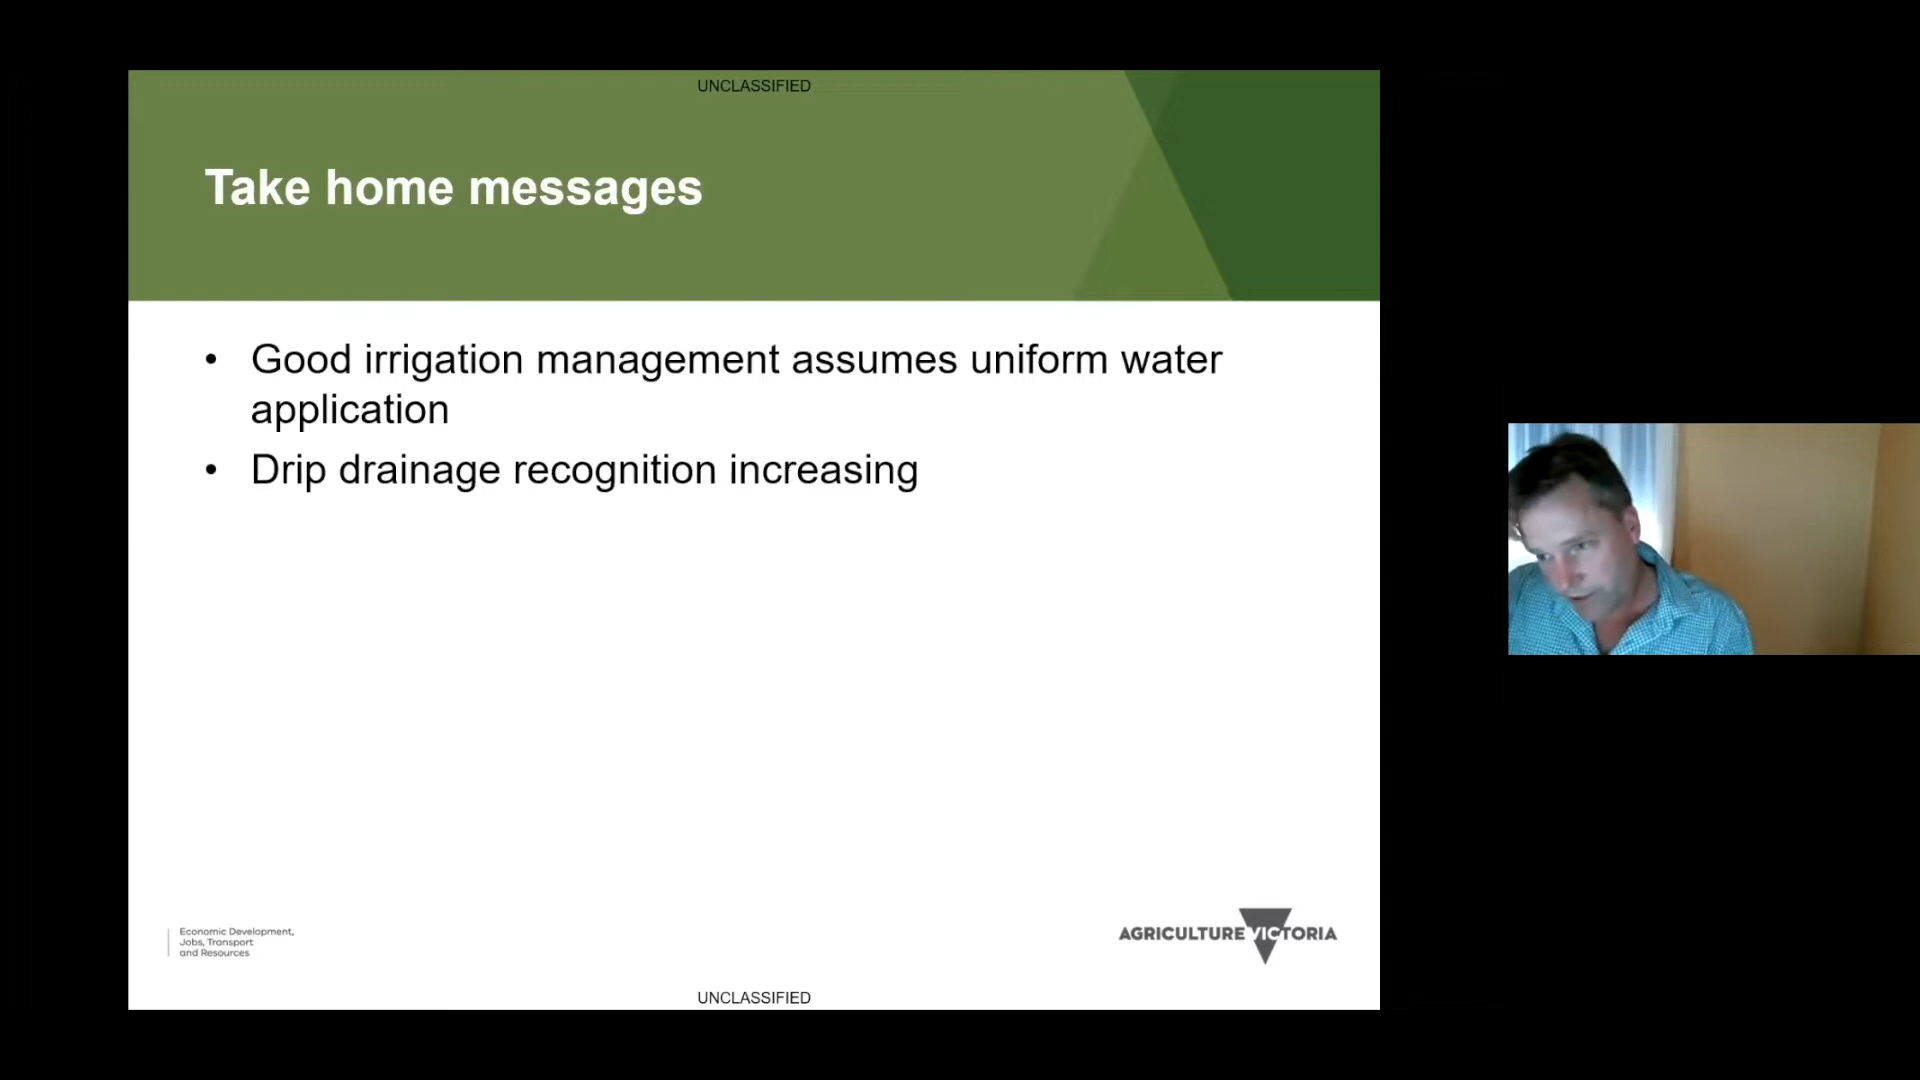 UNCLASSIFIED
Take home messages
• Good irrigation management assumes uniform water
application
• Drip drainage recognition increasing
Economic Development,
Jobs, Transport
and Resources
AGRICULTURE VICTORIA
UNCLASSIFIED